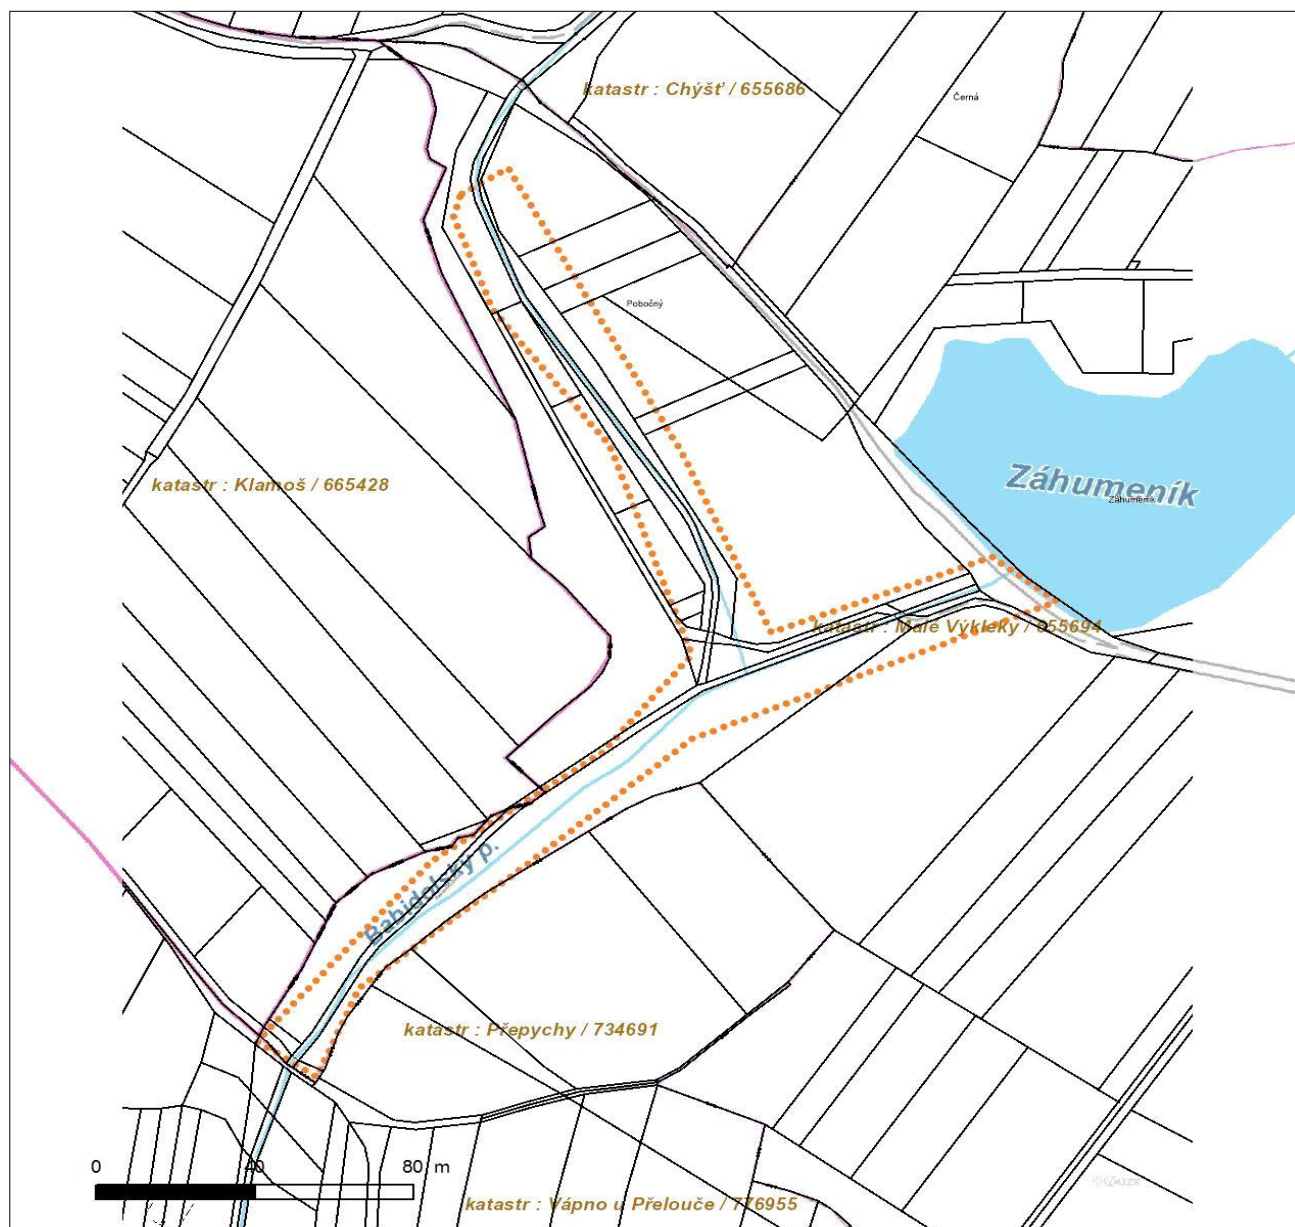 katastr : Chýšť / 655686
Černá
Pobočný
katastr : Klamoš / 665428
Záhumeník
Záhumeník
katastr : Malé Výkleky / 655694
Babidolský p.
katastr : Přepychy / 734691
0 40 80 m
katastr : Vápno u Přelouče / 776955